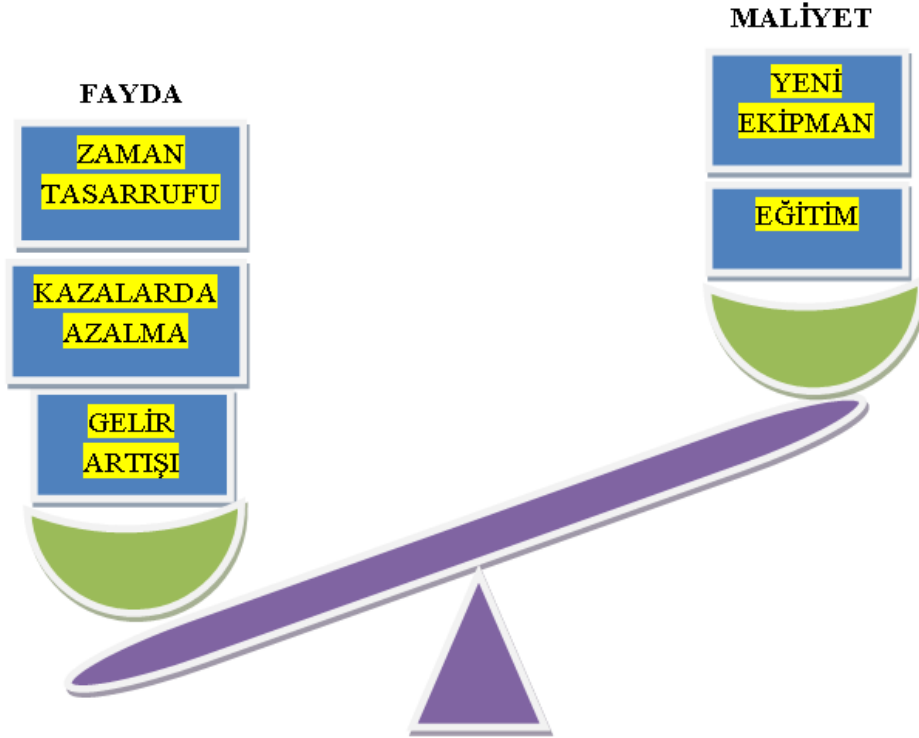 FAYDA
ZAMAN
TASARRUFU
KAZALARDA
AZALMA
GELİR
ARTIŞI
MALİYET
YENİ
EKİPMAN
EĞİTİM